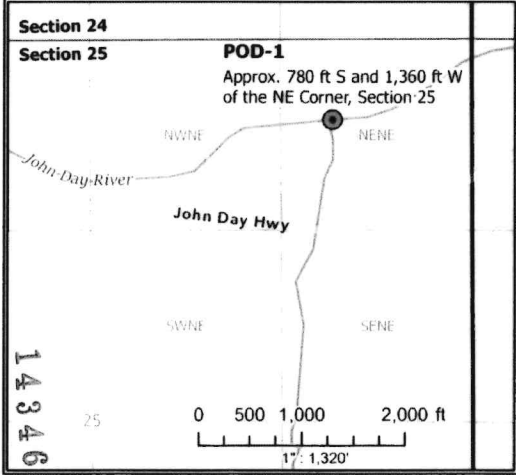 Section 24
Section 25
POD-1
Approx. 780 ft S and 1,360 ft W
of the NE Corner, Section 25
NWNE
NENE
John Day River
John Day Hwy
SWNE
SENE
14346
25
0 500 1,000 2,000 ft
1": 1,320'